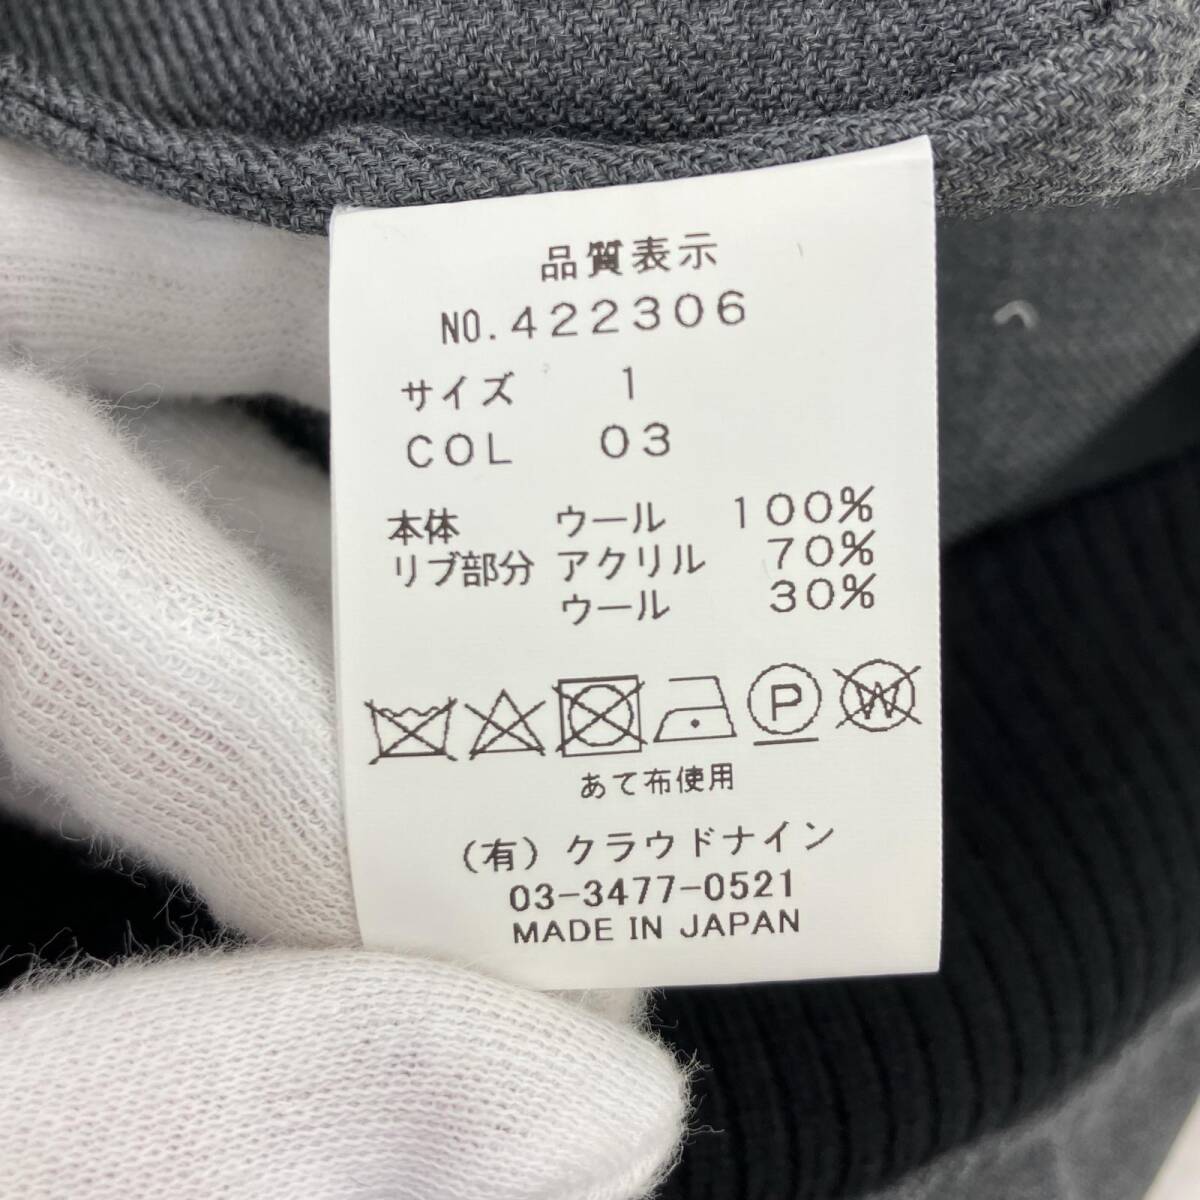 品質表示
NO.422306
サイズ 1
COL 03
本体 ウール 100%
リブ部分 アクリル 70%
ウール 30%
P W
あて布使用
(有)クラウドナイン
03-3477-0521
MADE IN JAPAN